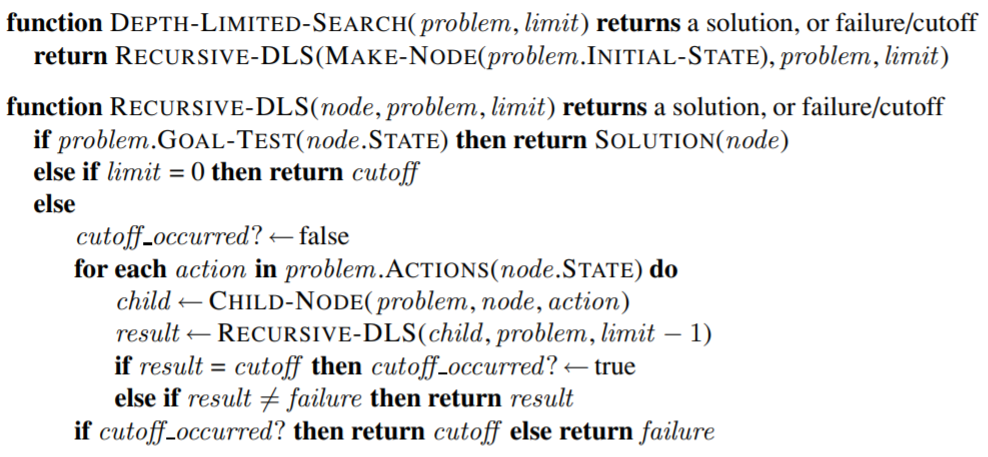 function DEPTH-LIMITED-SEARCH(problem, limit) returns a solution, or failure/cutoff
return RECURSIVE-DLS(MAKE-NODE(problem.INITIAL-STATE), problem, limit)
function RECURSIVE-DLS(node, problem, limit) returns a solution, or failure/cutoff
if problem.GOAL-TEST(node.STATE) then return SOLUTION(node)
else if limit = 0 then return cutoff
else
cutoff_occurred? ← false
for each action in problem.ACTIONS(node.STATE) do
child ← CHILD-NODE(problem, node, action)
result ← RECURSIVE-DLS(child, problem, limit − 1)
if result = cutoff then cutoff_occurred? ← true
else if result ≠ failure then return result
if cutoff_occurred? then return cutoff else return failure